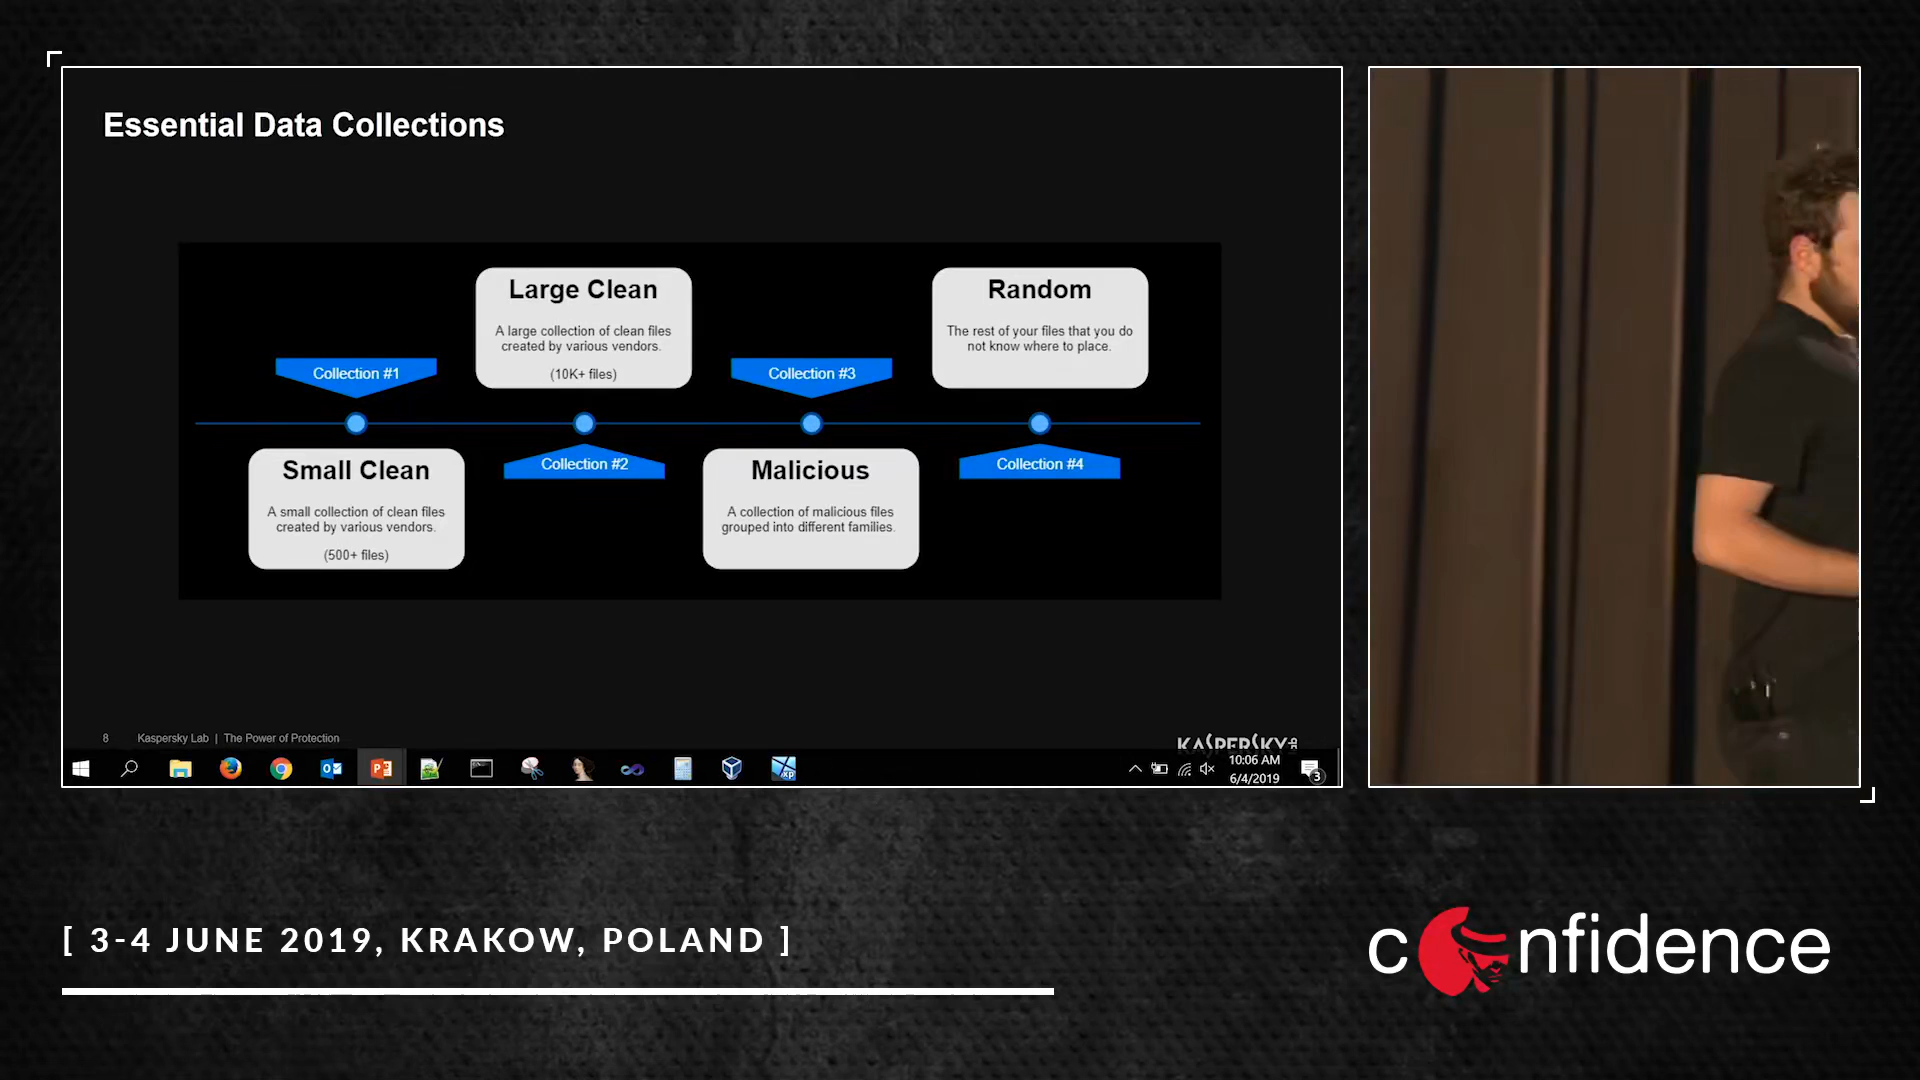 Essential Data Collections
Large Clean
A large collection of clean files
created by various vendors.
(10K+ files)
Random
The rest of your files that you do
not know where to place.
Collection #1
Collection #3
Small Clean
A small collection of clean files
created by various vendors.
(500+ files)
Collection #2
Malicious
A collection of malicious files
grouped into different families.
Collection #4
8 Kaspersky Lab | The Power of Protection
KASPERSKY LAB
10:06 AM
6/4/2019
3
[ 3-4 JUNE 2019, KRAKOW, POLAND ]
confidence